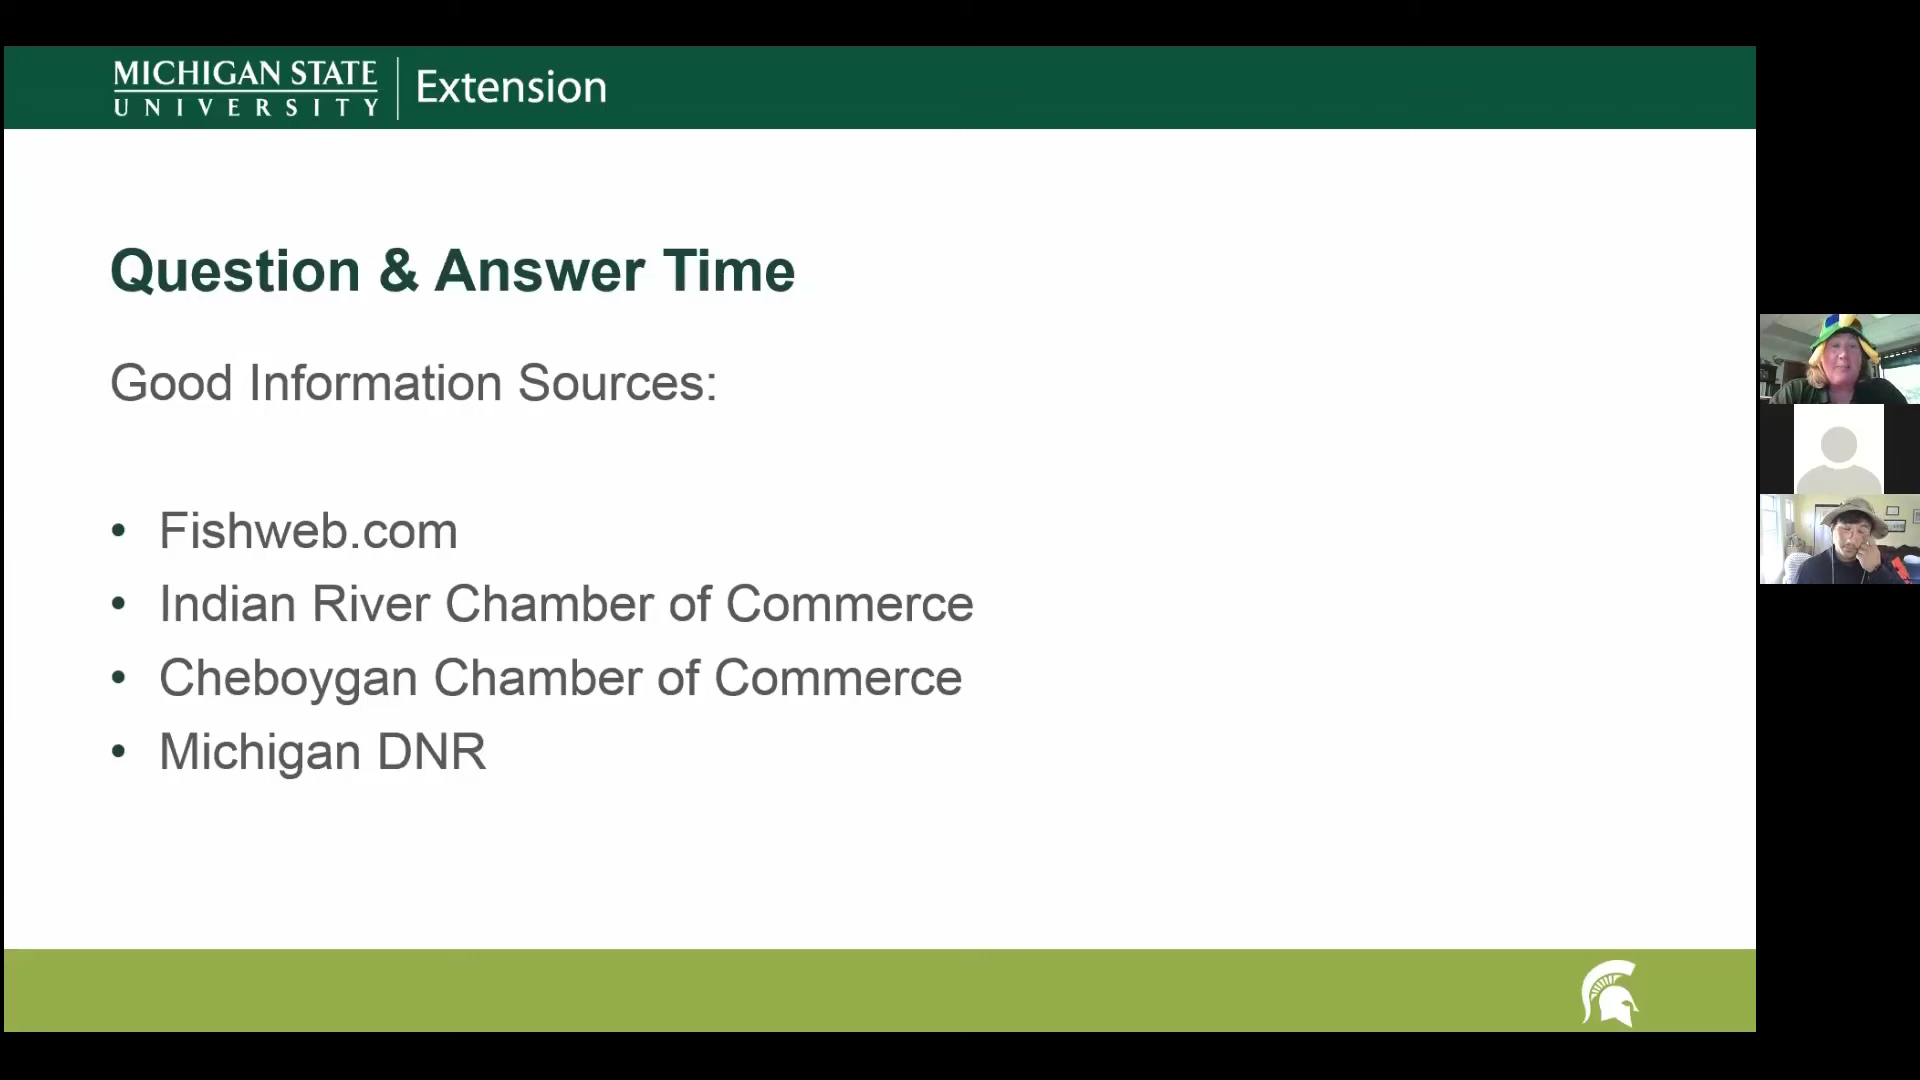 MICHIGAN STATE
UNIVERSITY
Extension
Question & Answer Time
Good Information Sources:
• Fishweb.com
• Indian River Chamber of Commerce
• Cheboygan Chamber of Commerce
• Michigan DNR